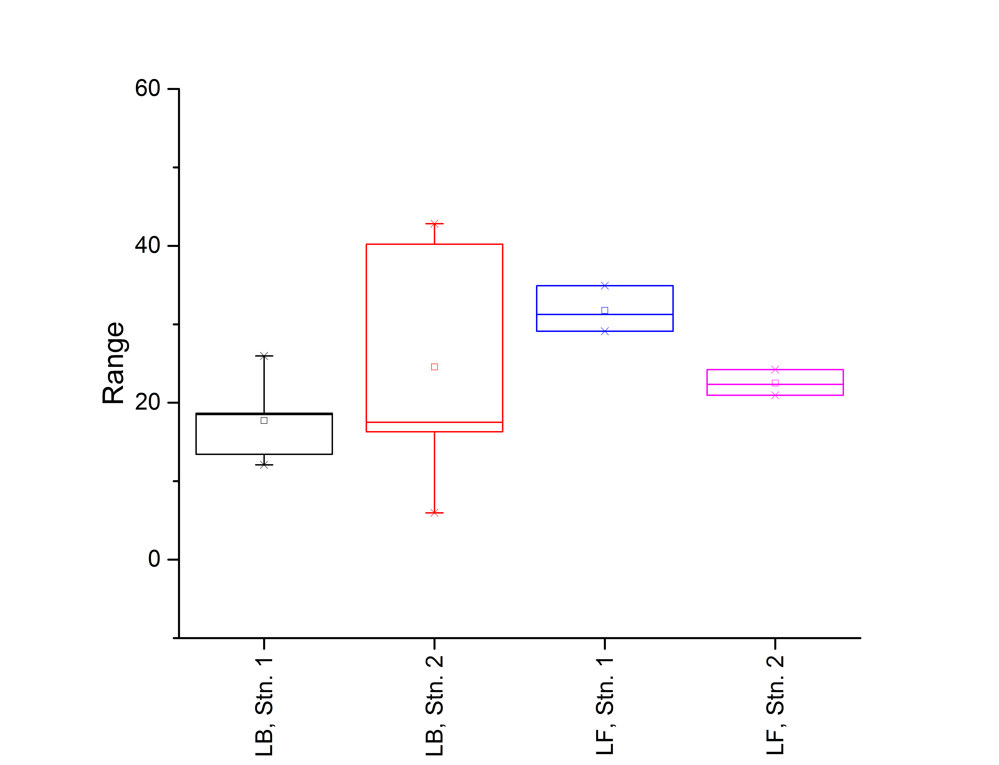 60
40
20
0
Range
LB, Stn. 1
LB, Stn. 2
LF, Stn. 1
LF, Stn. 2